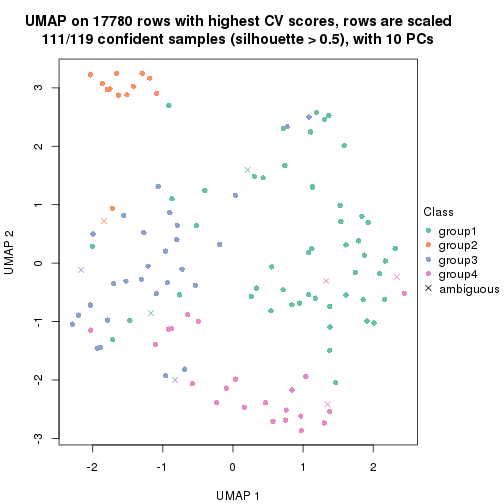 UMAP on 17780 rows with highest CV scores, rows are scaled
111/119 confident samples (silhouette > 0.5), with 10 PCs
3
2
1
0
-1
-2
-3
UMAP 2
-2
-1
0
1
2
UMAP 1
Class
group1
group2
group3
group4
ambiguous